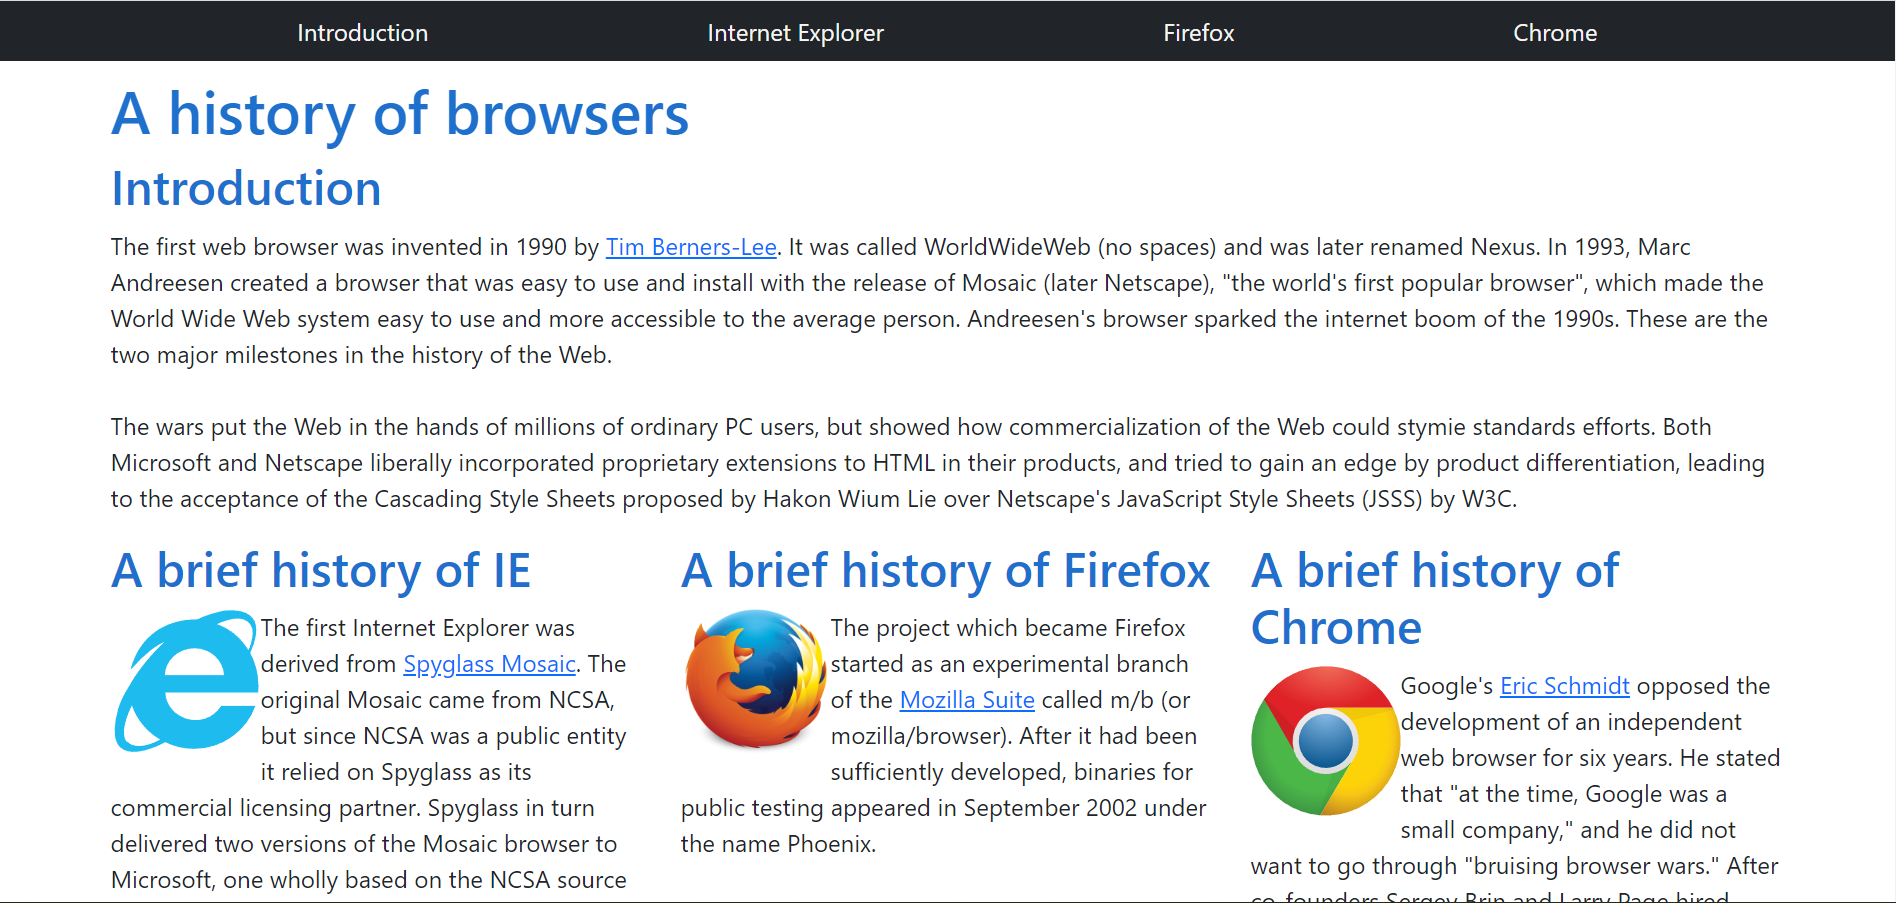 Introduction Internet Explorer Firefox Chrome
A history of browsers
Introduction
The first web browser was invented in 1990 by Tim Berners-Lee. It was called WorldWideWeb (no spaces) and was later renamed Nexus. In 1993, Marc
Andreesen created a browser that was easy to use and install with the release of Mosaic (later Netscape), "the world's first popular browser", which made the
World Wide Web system easy to use and more accessible to the average person. Andreesen's browser sparked the internet boom of the 1990s. These are the
two major milestones in the history of the Web.
The wars put the Web in the hands of millions of ordinary PC users, but showed how commercialization of the Web could stymie standards efforts. Both
Microsoft and Netscape liberally incorporated proprietary extensions to HTML in their products, and tried to gain an edge by product differentiation, leading
to the acceptance of the Cascading Style Sheets proposed by Hakon Wium Lie over Netscape's JavaScript Style Sheets (JSSS) by W3C.
A brief history of IE
The first Internet Explorer was
derived from Spyglass Mosaic. The
original Mosaic came from NCSA,
but since NCSA was a public entity
it relied on Spyglass as its
commercial licensing partner. Spyglass in turn
delivered two versions of the Mosaic browser to
Microsoft, one wholly based on the NCSA source
A brief history of Firefox
The project which became Firefox
started as an experimental branch
of the Mozilla Suite called m/b (or
mozilla/browser). After it had been
sufficiently developed, binaries for
public testing appeared in September 2002 under
the name Phoenix.
A brief history of
Chrome
Google's Eric Schmidt opposed the
development of an independent
web browser for six years. He stated
that "at the time, Google was a
small company," and he did not
want to go through "bruising browser wars." After
co-founders Sergey Brin and Larry Page hired